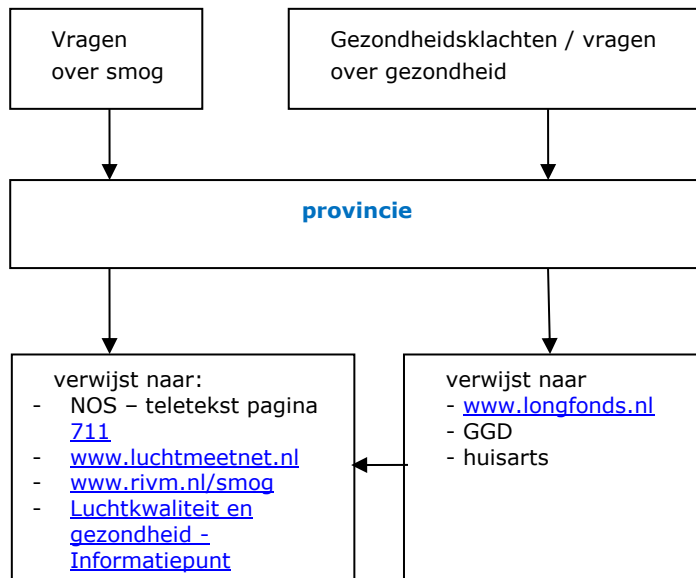 Vragen
over smog
Gezondheidsklachten / vragen
over gezondheid
provincie
verwijst naar:
- NOS – teletekst pagina
711
- www.luchtmeetnet.nl
- www.rivm.nl/smog
- Luchtkwaliteit en
gezondheid -
Informatiepunt
verwijst naar
- www.longfonds.nl
- GGD
- huisarts